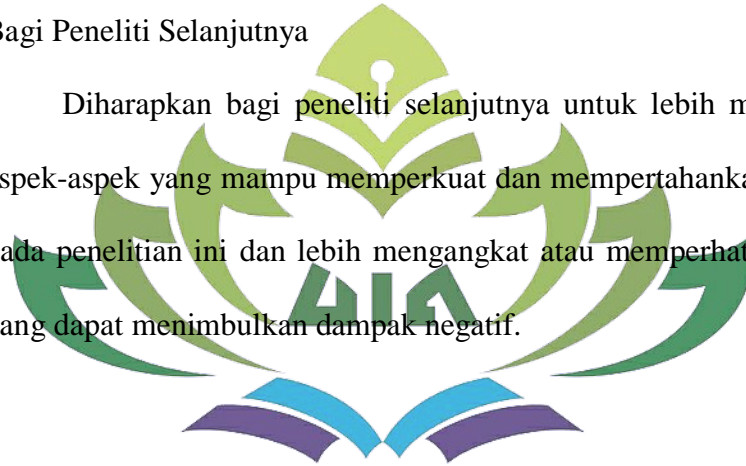 Bagi Peneliti Selanjutnya
Diharapkan bagi peneliti selanjutnya untuk lebih m
spek-aspek yang mampu memperkuat dan mempertahanka
ada penelitian ini dan lebih mengangkat atau memperhat
ang dapat menimbulkan dampak negatif.
UIN